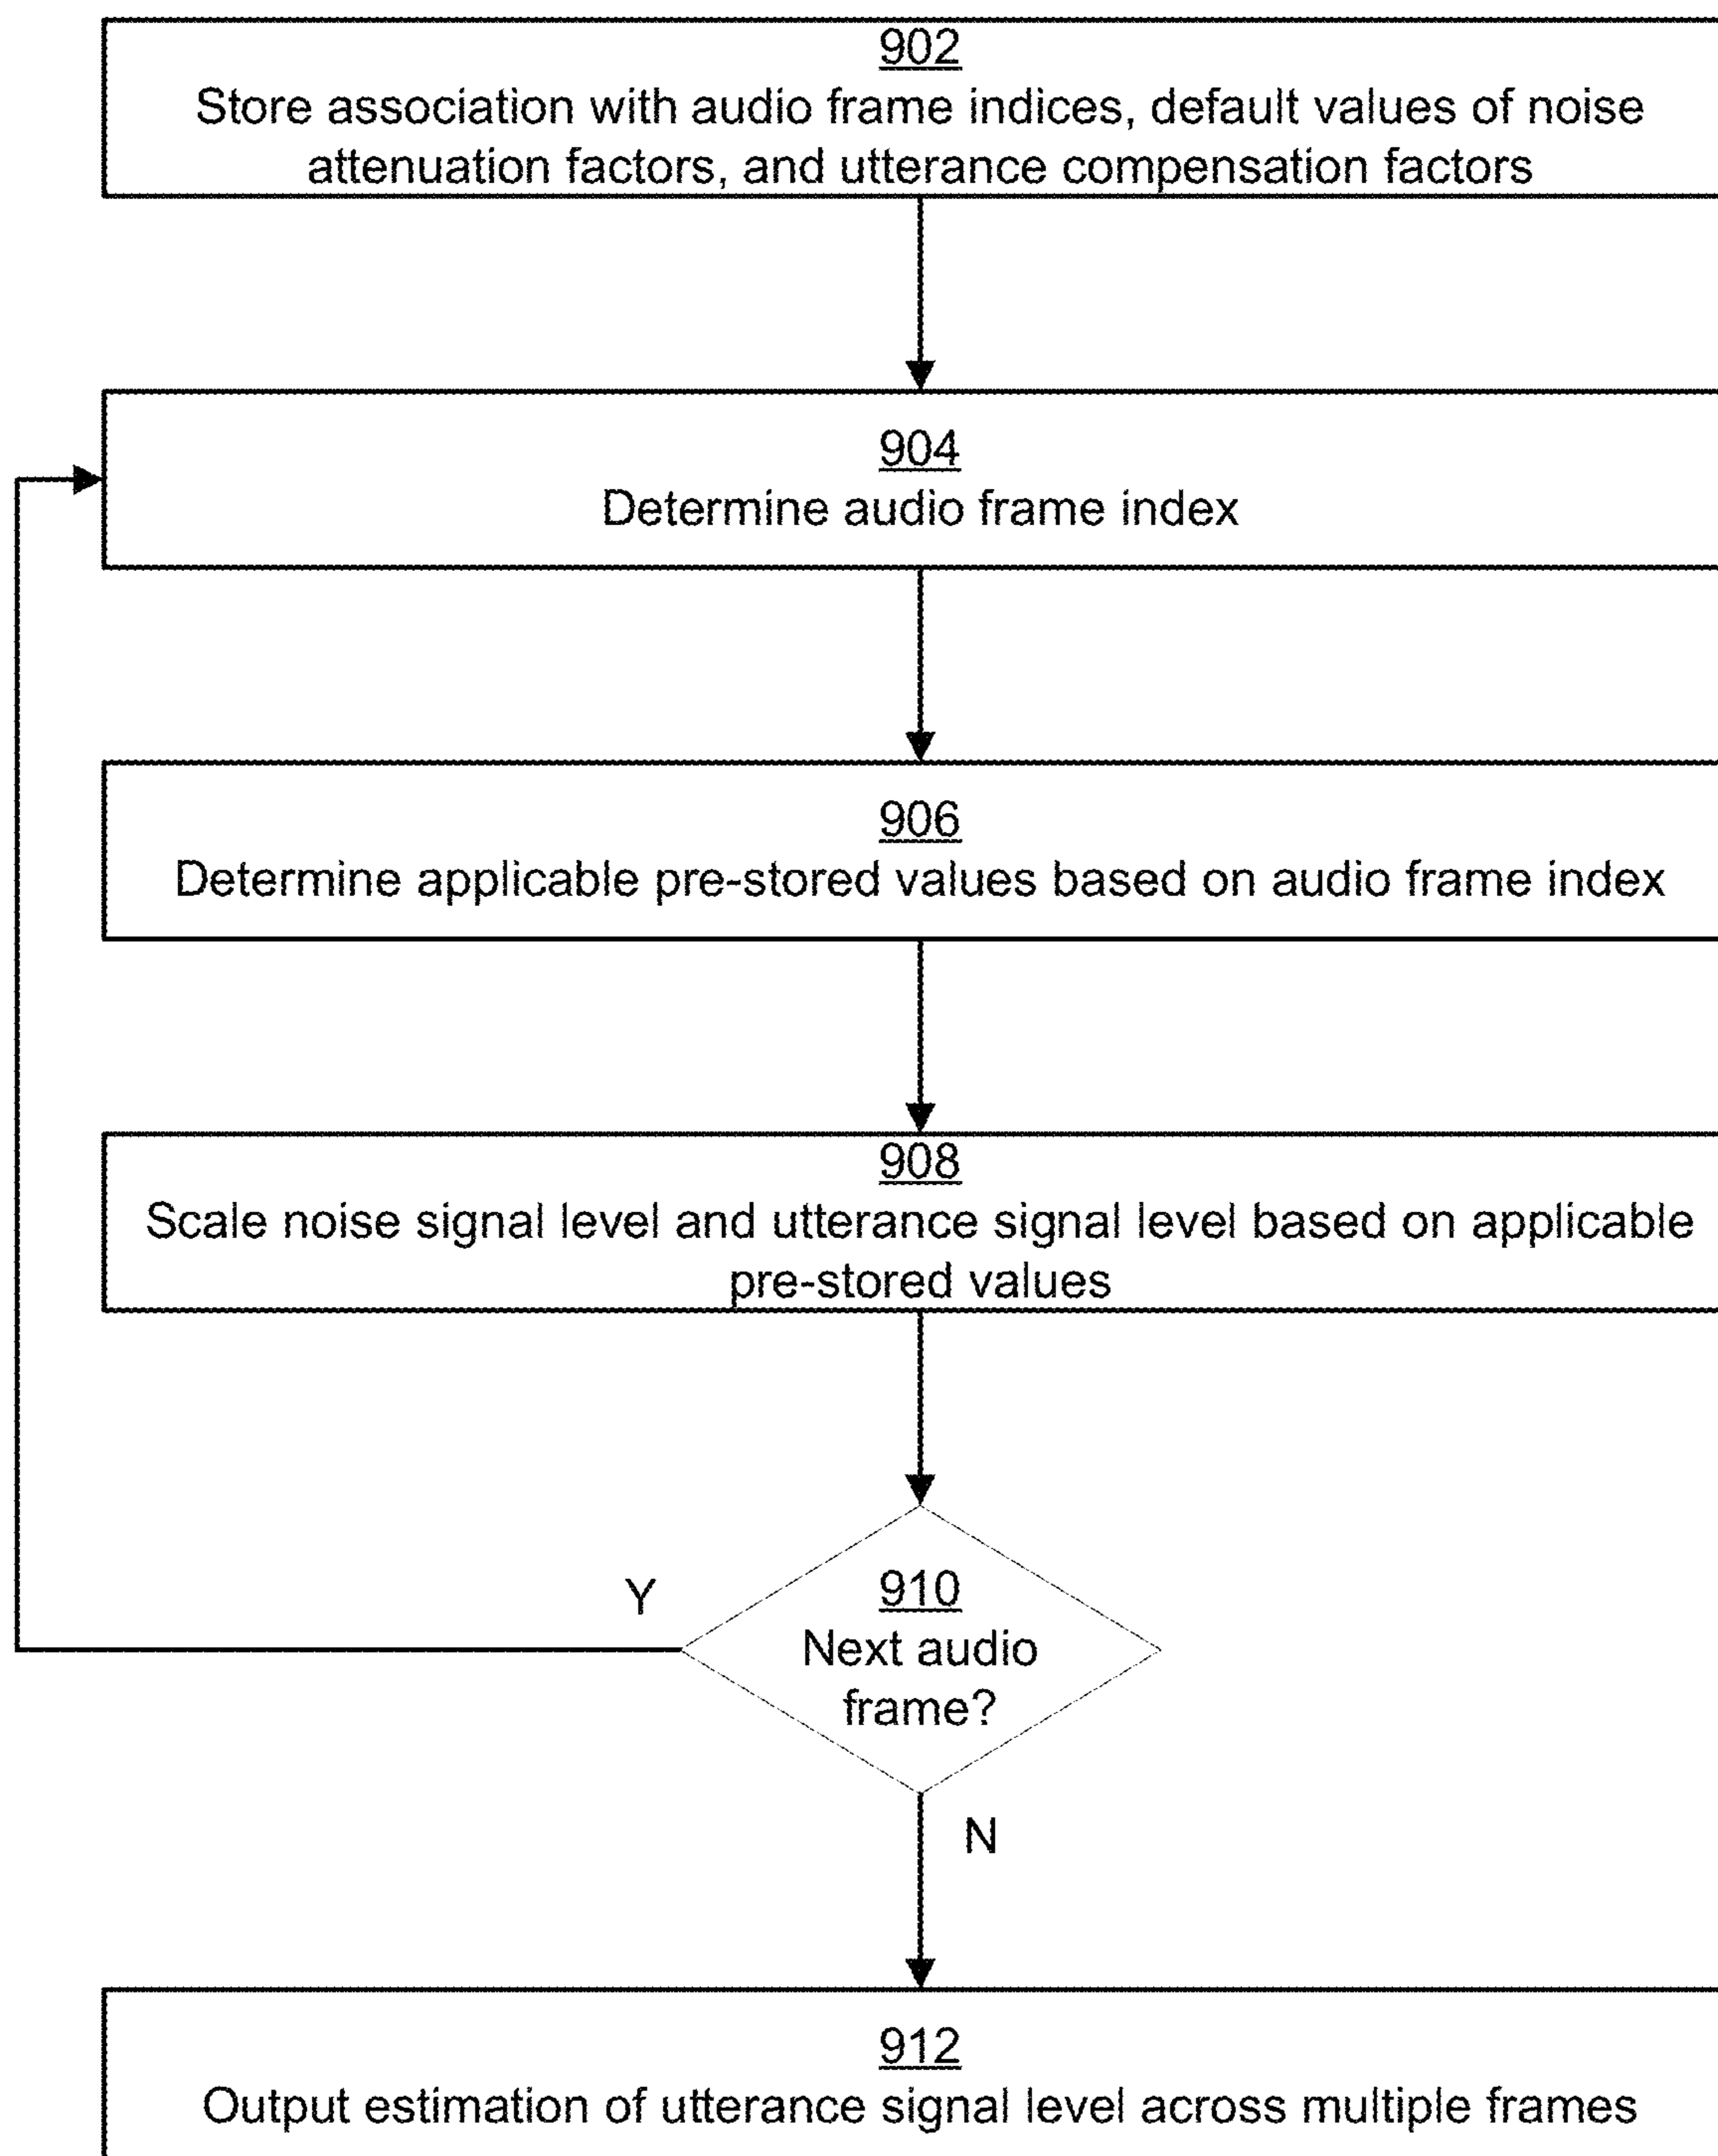 902
Store association with audio frame indices, default values of noise
attenuation factors, and utterance compensation factors
904
Determine audio frame index
906
Determine applicable pre-stored values based on audio frame index
908
Scale noise signal level and utterance signal level based on applicable
pre-stored values
910
Next audio
frame?
Y
N
912
Output estimation of utterance signal level across multiple frames